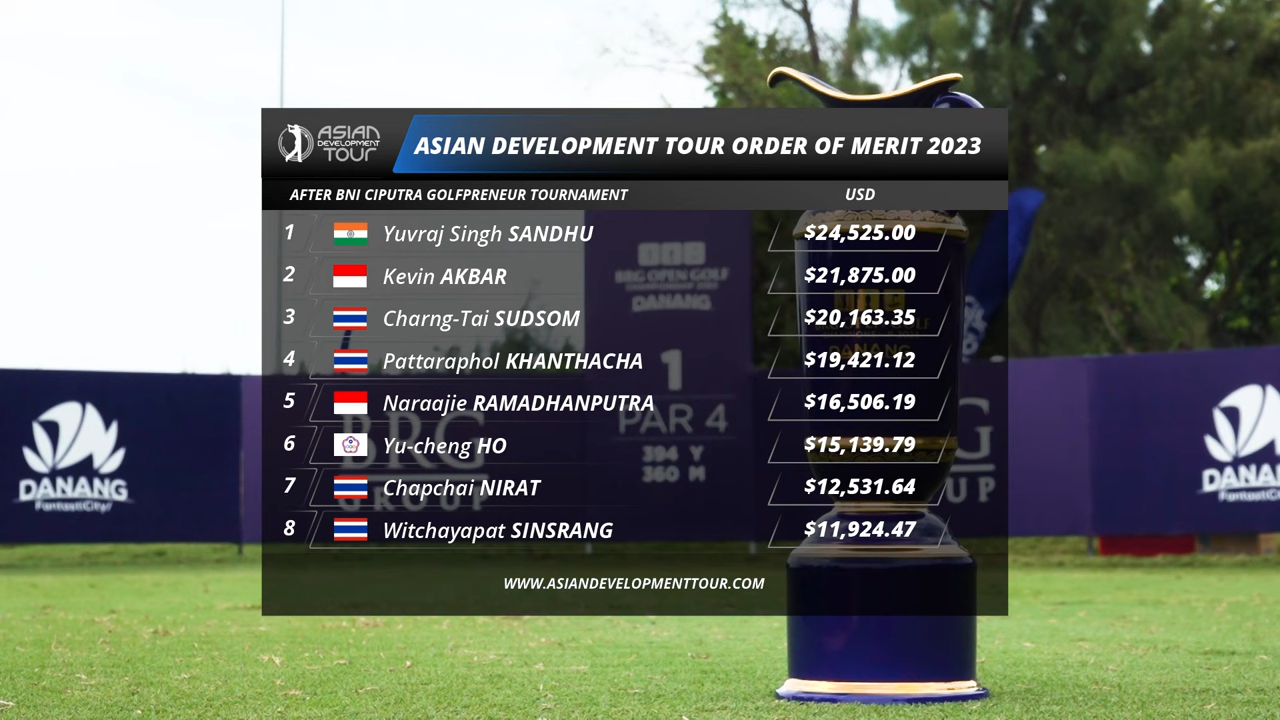 ASIAN
DEVELOPMENT
TOUR
ASIAN DEVELOPMENT TOUR ORDER OF MERIT 2023
AFTER BNI CIPUTRA GOLFPRENEUR TOURNAMENT USD
1 Yuvraj Singh SANDHU $24,525.00
2 Kevin AKBAR $21,875.00
3 Charng-Tai SUDSOM $20,163.35
4 Pattaraphol KHANTHACHA $19,421.12
5 Naraajie RAMADHANPUTRA $16,506.19
6 Yu-cheng HO $15,139.79
7 Chapchai NIRAT $12,531.64
8 Witchayapat SINSRANG $11,924.47
WWW.ASIANDEVELOPMENTTOUR.COM
BRG OPEN GOLF
CHAMPIONSHIP
DANANG
1
PAR 4
394 Y
360 M
BRG
GROUP
DANANG
FantastiCity!
DANANG